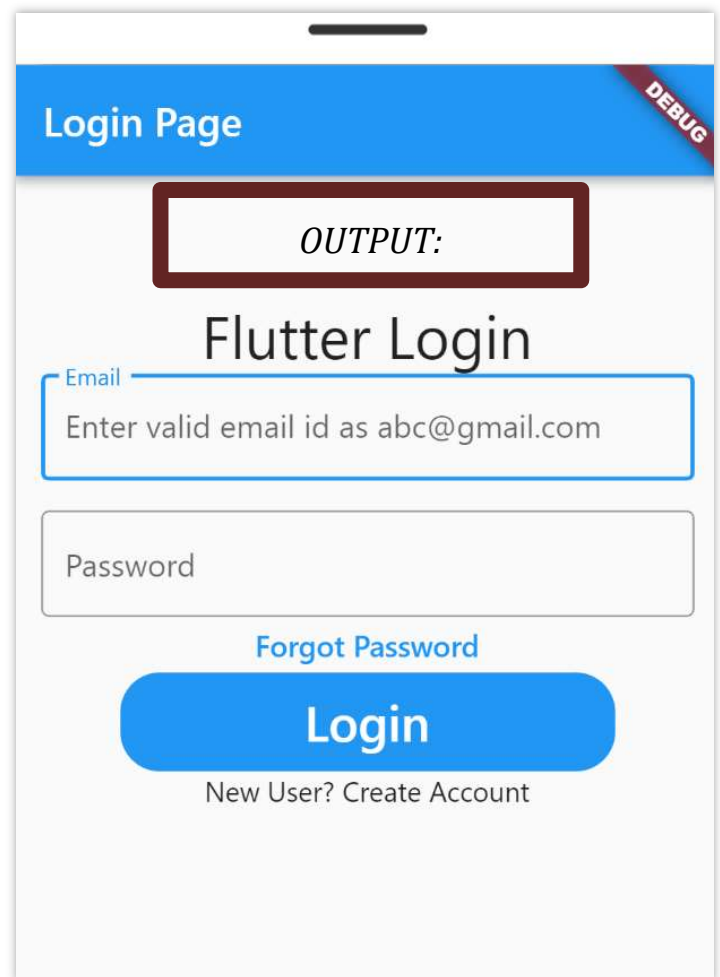 DEBUG
Login Page
OUTPUT:
Flutter Login
Email
Enter valid email id as abc@gmail.com
Password
Forgot Password
Login
New User? Create Account